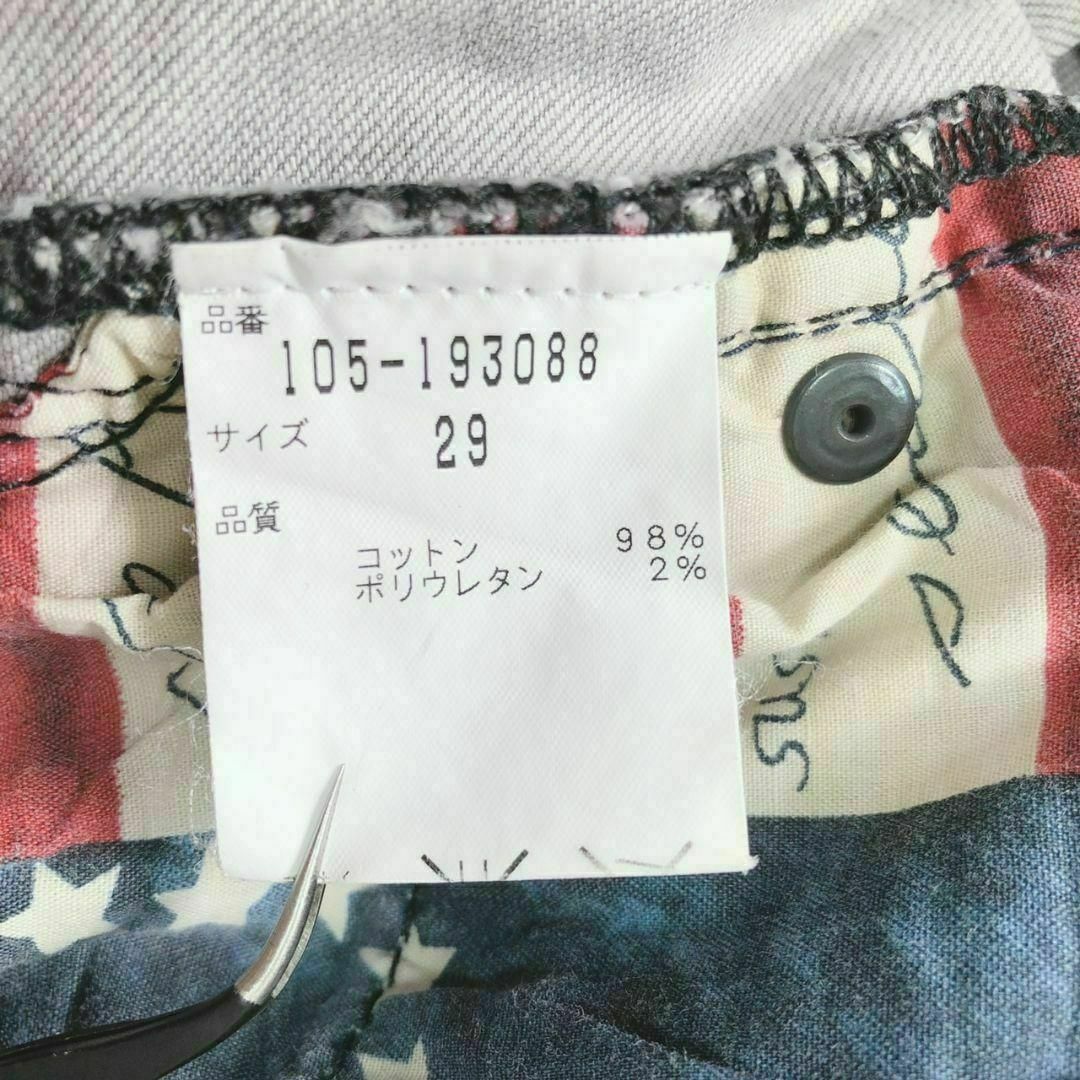 品番
105-193088
サイズ
29
品質
コットン 98%
ポリウレタン 2%